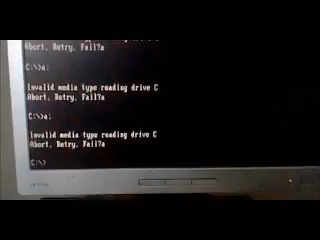 Abort, Retry, Fail?a
C:\>a:
Invalid media type reading drive C
Abort, Retry, Fail?a
C:\>a:
Invalid media type reading drive C
Abort, Retry, Fail?a
C:\>